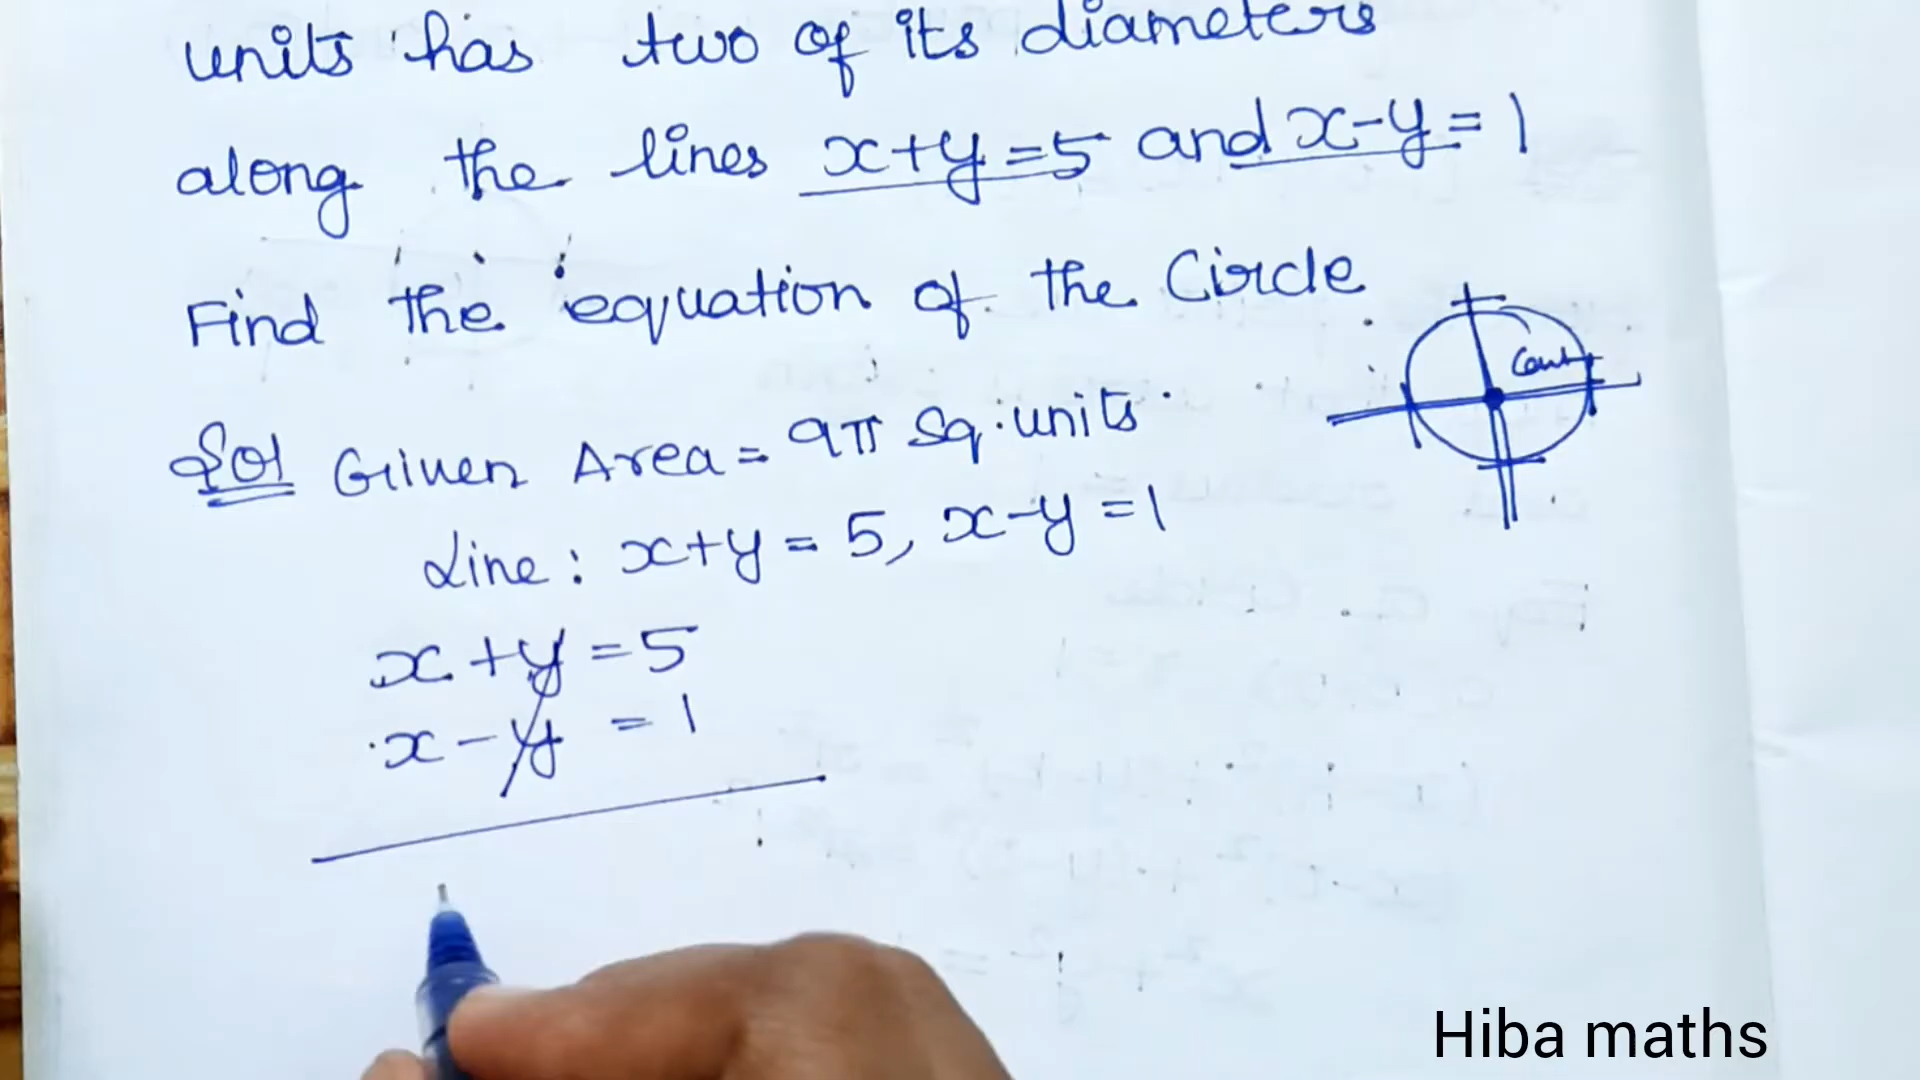 units has two of its diameters
along the lines x+y=5 and x-y=1
Find the equation of the Circle
Sol Given Area = 9π Sq.units
Line: x+y = 5, x-y = 1
x+y=5
x-y=1
Hiba maths